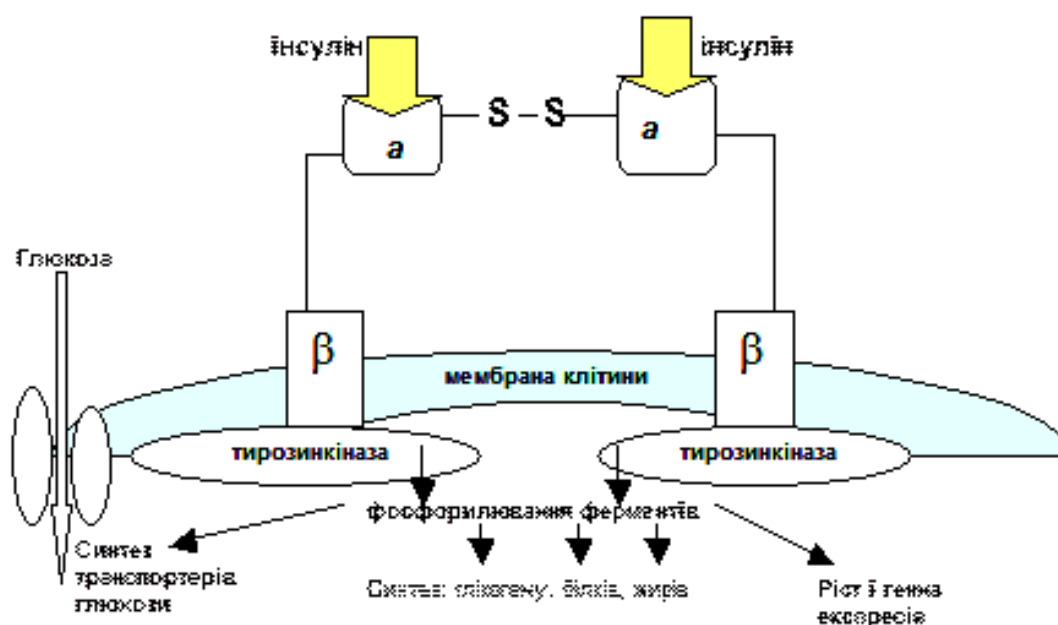 інсулін
інсулін
S – S
a
a
Глюкоза
β
β
мембрана клітини
тирозинкіназа
тирозинкіназа
фосфорилювання ферментів
Синтез
транспортерів
глюкози
Синтез: глікогену, білків, жирів
Ріст і генна
експресія